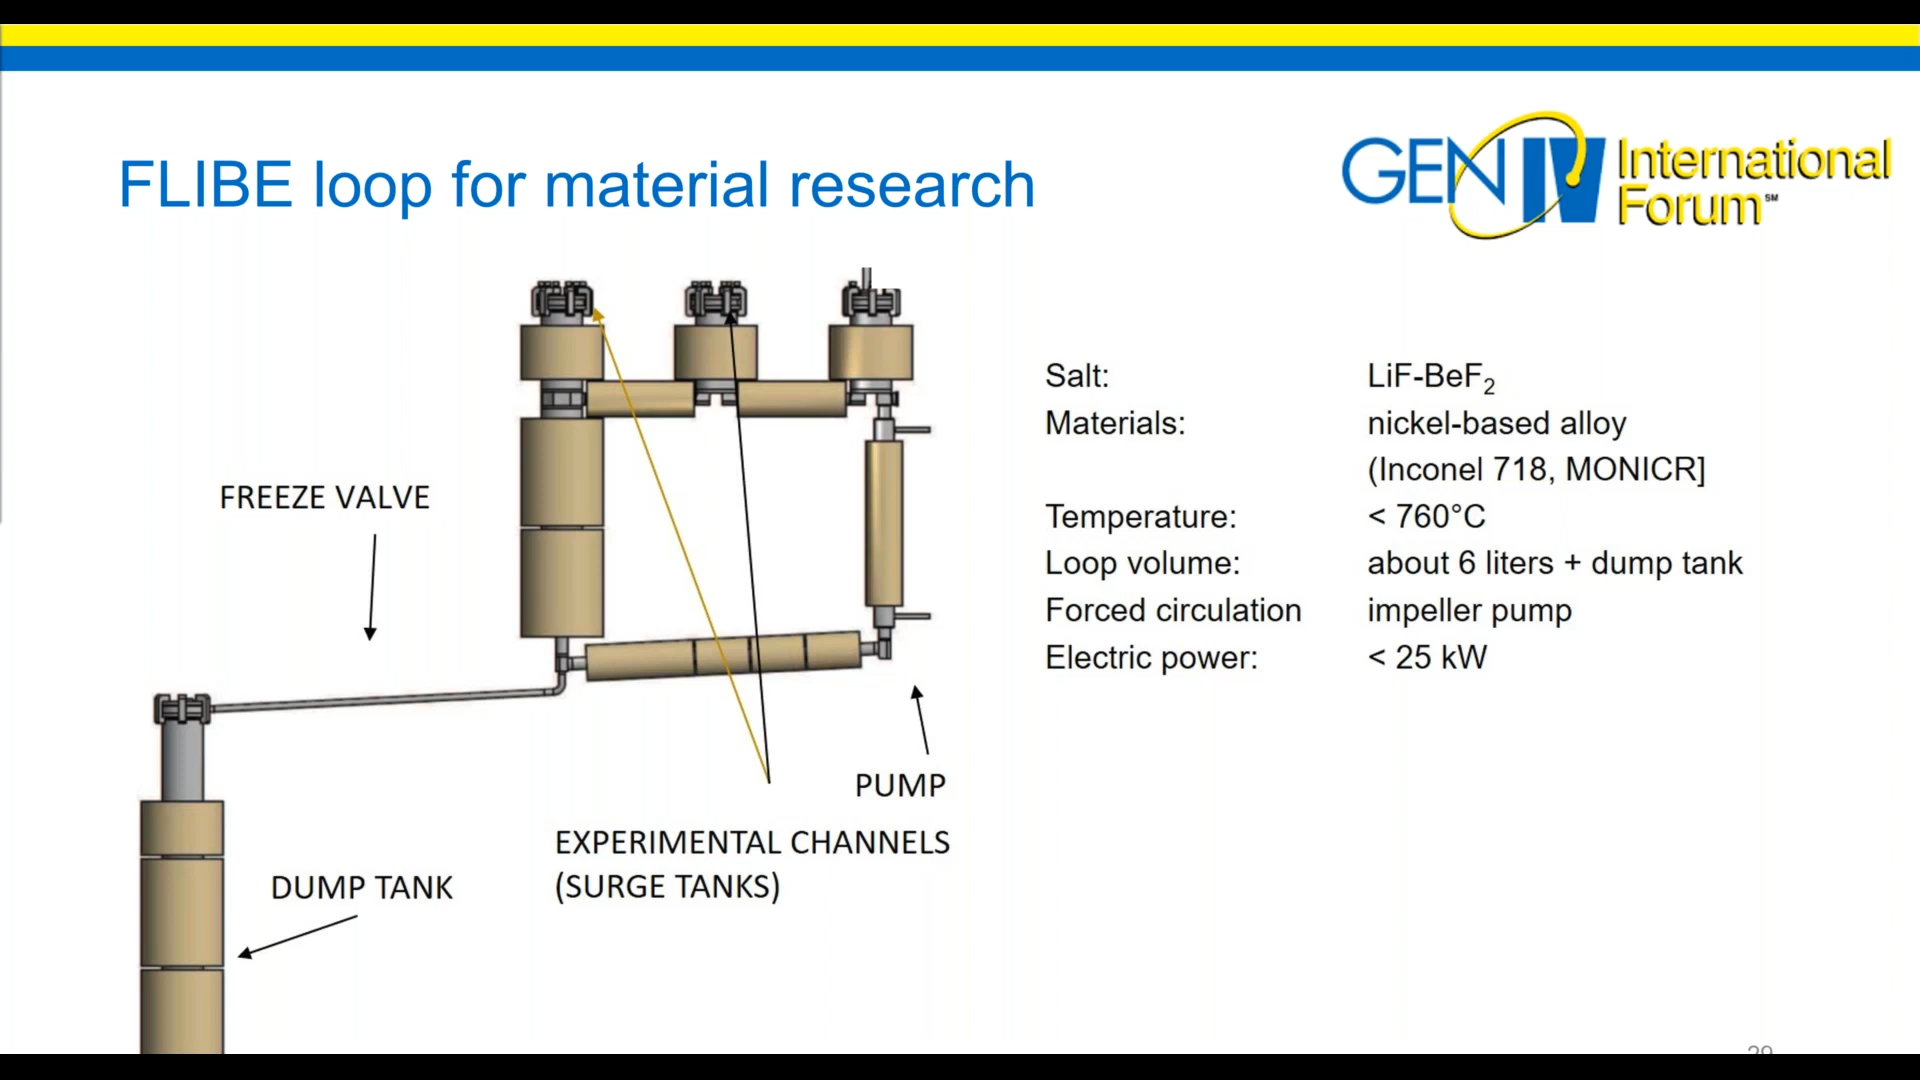 FLIBE loop for material research
GEN IV International
Forum℠
FREEZE VALVE
DUMP TANK
EXPERIMENTAL CHANNELS
(SURGE TANKS)
PUMP
Salt: LiF-BeF₂
Materials: nickel-based alloy
(Inconel 718, MONICR]
Temperature: < 760°C
Loop volume: about 6 liters + dump tank
Forced circulation impeller pump
Electric power: < 25 kW